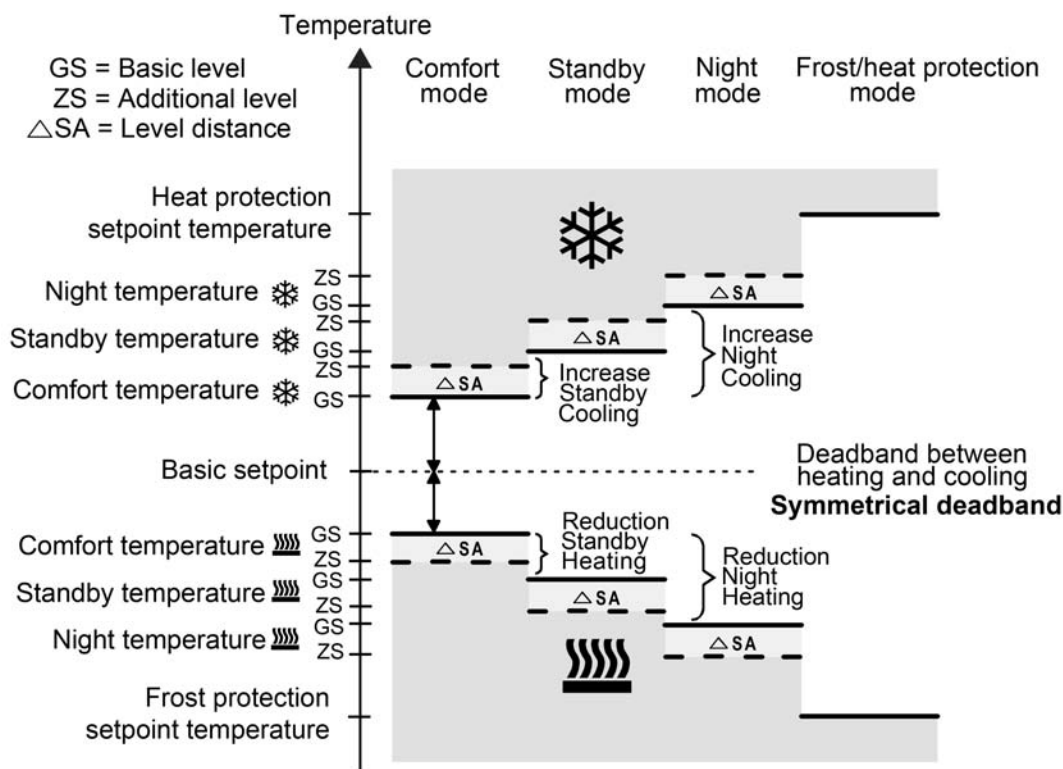 Temperature
GS = Basic level
ZS = Additional level
△SA = Level distance
Comfort
mode
Standby
mode
Night
mode
Frost/heat protection
mode
Heat protection
setpoint temperature
Night temperature
ZS
GS
Standby temperature
ZS
GS
Comfort temperature
ZS
GS
△SA
△SA
△SA
Increase
Standby
Cooling
Increase
Night
Cooling
Basic setpoint
Deadband between
heating and cooling
Symmetrical deadband
Comfort temperature
GS
ZS
Standby temperature
GS
ZS
Night temperature
GS
ZS
△SA
△SA
△SA
Reduction
Standby
Heating
Reduction
Night
Heating
Frost protection
setpoint temperature